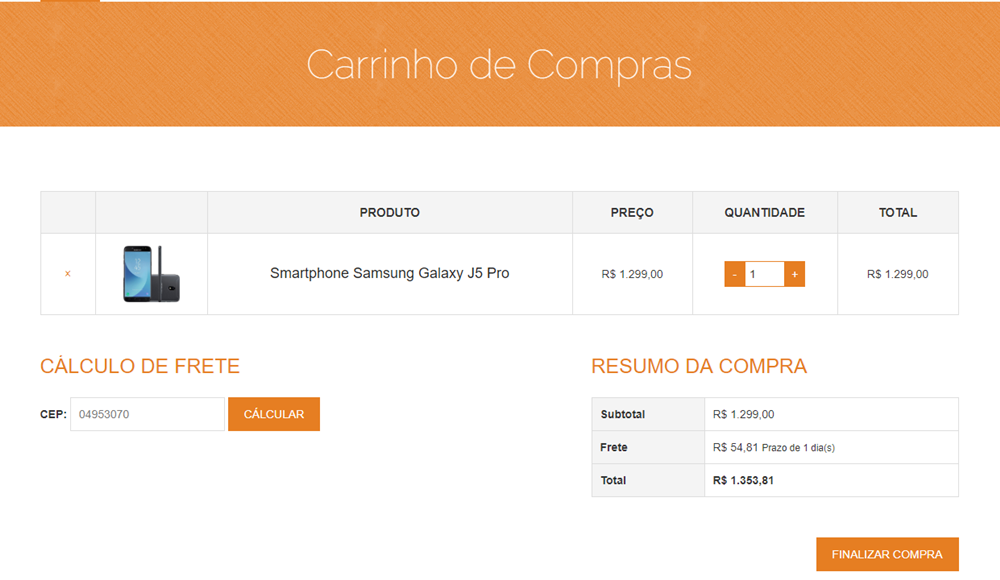 Carrinho de Compras
PRODUTO PREÇO QUANTIDADE TOTAL
× Smartphone Samsung Galaxy J5 Pro R$ 1.299,00 - 1 + R$ 1.299,00
CÁLCULO DE FRETE
CEP: 04953070 CÁLCULAR
RESUMO DA COMPRA
Subtotal R$ 1.299,00
Frete R$ 54,81 Prazo de 1 dia(s)
Total R$ 1.353,81
FINALIZAR COMPRA